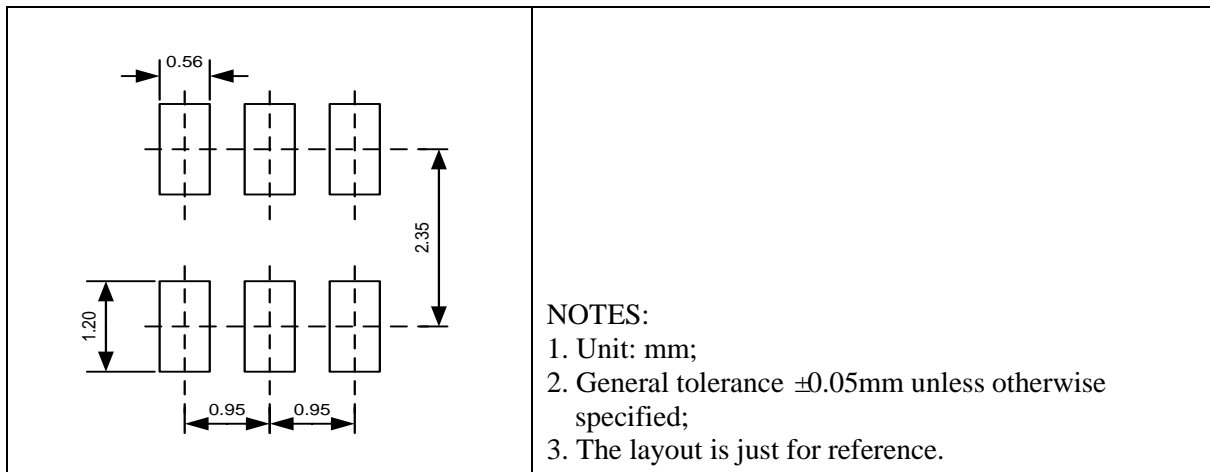 0.56
2.35
1.20
0.95 0.95
NOTES:
1. Unit: mm;
2. General tolerance ±0.05mm unless otherwise
specified;
3. The layout is just for reference.